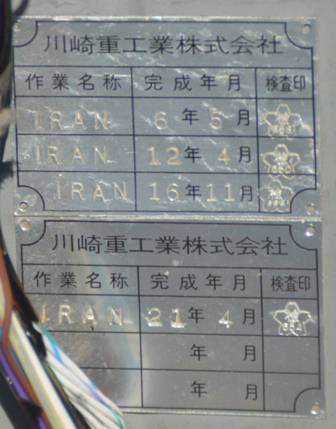 川崎重工業株式会社
作業名称 完成年月 検査印
IRAN 6年5月
IRAN 12年4月
IRAN 16年11月
川崎重工業株式会社
作業名称 完成年月 検査印
IRAN 21年4月
年 月
年 月